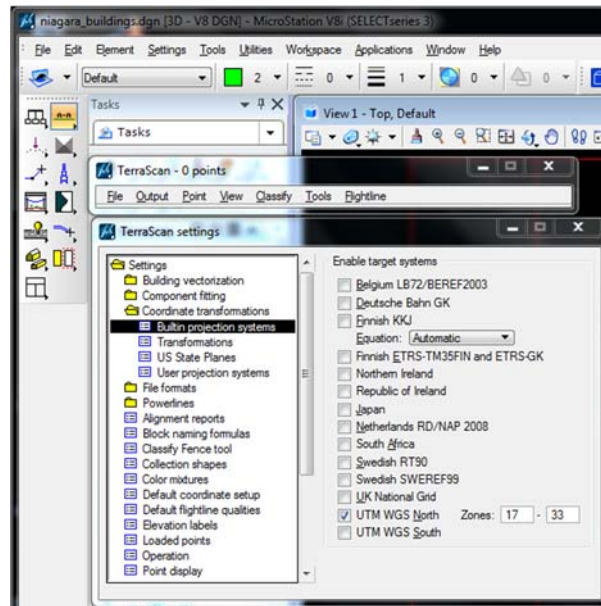 niagara_buildings.dgn [3D - V8 DGN] - MicroStation V8i (SELECTseries 3)
File Edit Element Settings Tools Utilities Workspace Applications Window Help
Default 2 0 1 0 0
Tasks
Tasks
View 1 - Top, Default
TerraScan - 0 points
File Output Point View Classify Tools Flightline
TerraScan settings
Settings
Building vectorization
Component fitting
Coordinate transformations
Builtin projection systems
Transformations
US State Planes
User projection systems
File formats
Powerlines
Alignment reports
Block naming formulas
Classify Fence tool
Collection shapes
Color mixtures
Default coordinate setup
Default flightline qualities
Elevation labels
Loaded points
Operation
Point display
Enable target systems
Belgium LB72/BEREF2003
Deutsche Bahn GK
Finnish KKJ
Equation: Automatic
Finnish ETRS-TM35FIN and ETRS-GK
Northern Ireland
Republic of Ireland
Japan
Netherlands RD/NAP 2008
South Africa
Swedish RT90
Swedish SWEREF99
UK National Grid
UTM WGS North Zones: 17 - 33
UTM WGS South